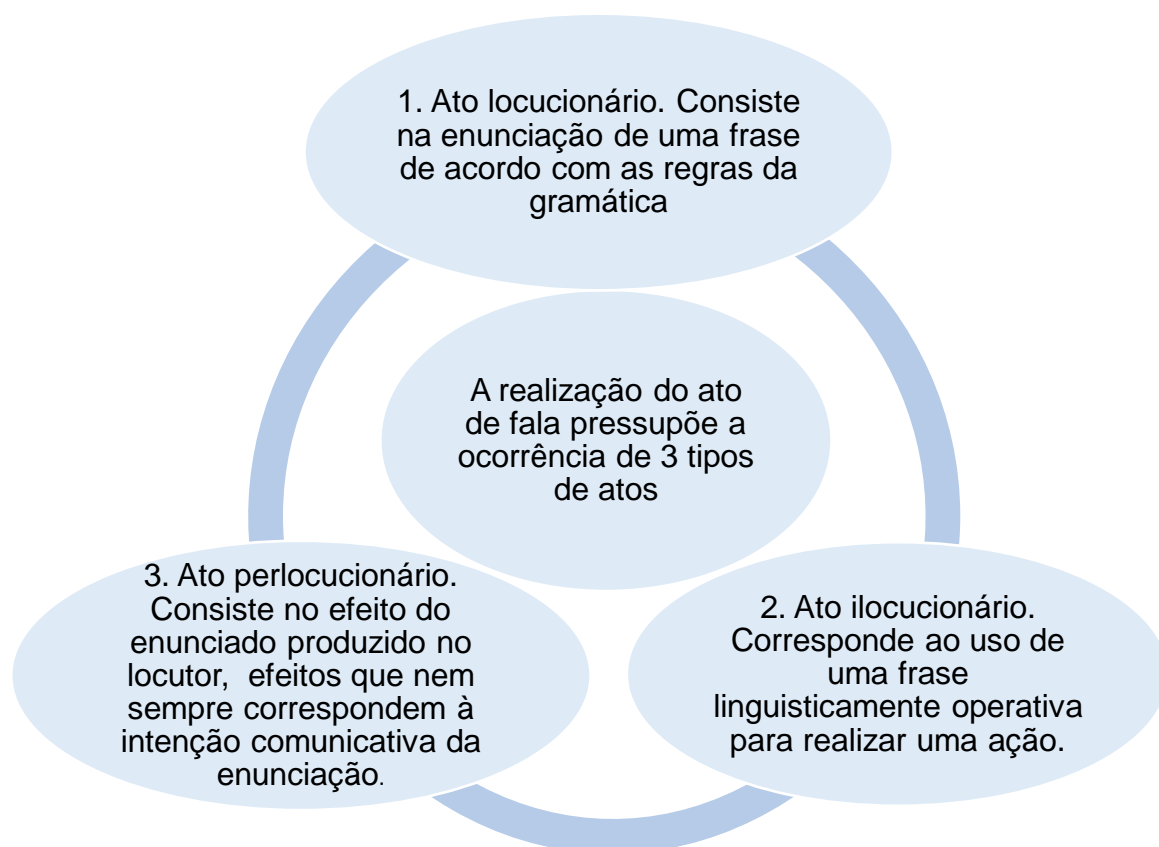 1. Ato locucionário. Consiste
na enunciação de uma frase
de acordo com as regras da
gramática
A realização do ato
de fala pressupõe a
ocorrência de 3 tipos
de atos
3. Ato perlocucionário.
Consiste no efeito do
enunciado produzido no
locutor, efeitos que nem
sempre correspondem à
intenção comunicativa da
enunciação.
2. Ato ilocucionário.
Corresponde ao uso de
uma frase
linguisticamente operativa
para realizar uma ação.